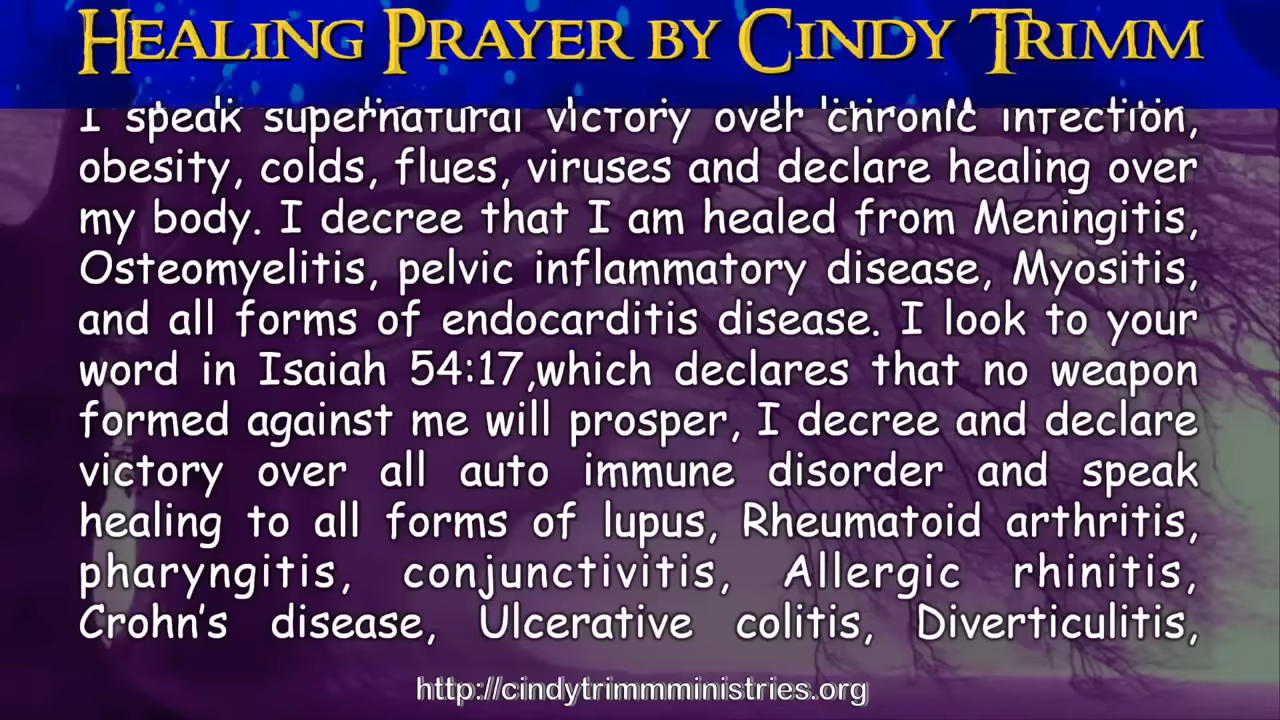 HEALING PRAYER BY CINDY TRIMM
I speak supernatural victory over chronic infection,
obesity, colds, flues, viruses and declare healing over
my body. I decree that I am healed from Meningitis,
Osteomyelitis, pelvic inflammatory disease, Myositis,
and all forms of endocarditis disease. I look to your
word in Isaiah 54:17,which declares that no weapon
formed against me will prosper, I decree and declare
victory over all auto immune disorder and speak
healing to all forms of lupus, Rheumatoid arthritis,
pharyngitis, conjunctivitis, Allergic rhinitis,
Crohn's disease, Ulcerative colitis, Diverticulitis,
http://cindytrimmministries.org